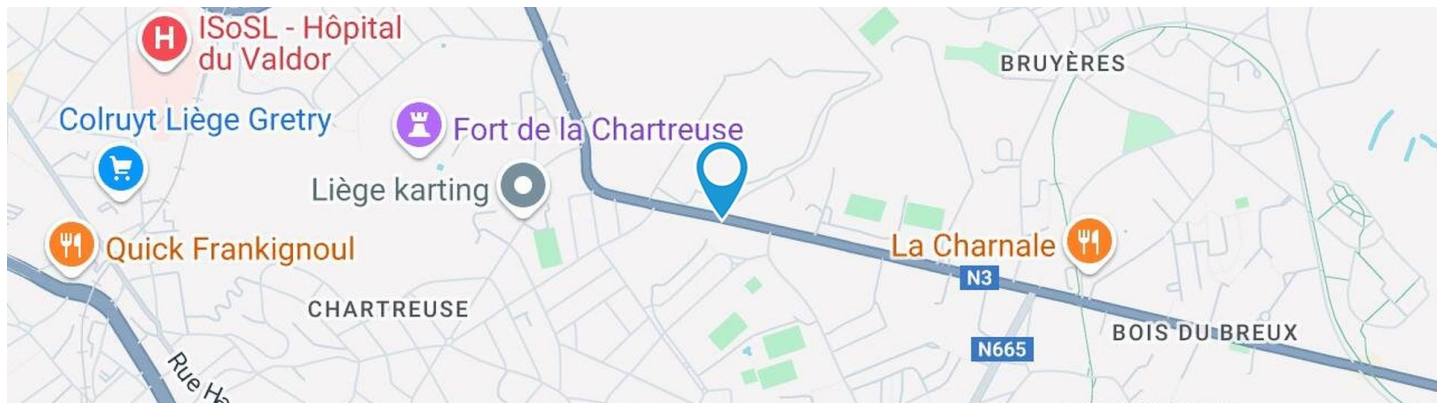 ISoSL - Hôpital
du Valdor
BRUYÈRES
Colruyt Liège Gretry
Fort de la Chartreuse
Liège karting
Quick Frankignoul
La Charnale
N3
CHARTREUSE
BOIS DU BREUX
N665
Rue
H